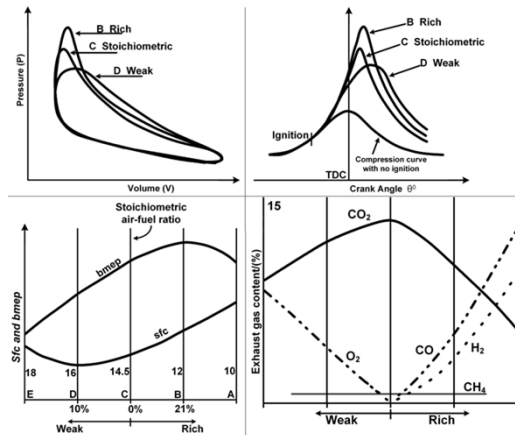 Pressure (P)
B Rich
C Stoichiometric
D Weak
Volume (V)
B Rich
C Stoichiometric
D Weak
Ignition
Compression curve
with no ignition
TDC
Crank Angle θ⁰
Stoichiometric
air-fuel ratio
Sfc and bmep
bmep
sfc
18 16 14.5 12 10
E D C B A
10% 0% 21%
Weak Rich
Exhaust gas content/(%)
15
CO₂
O₂
CO
H₂
CH₄
Weak Rich